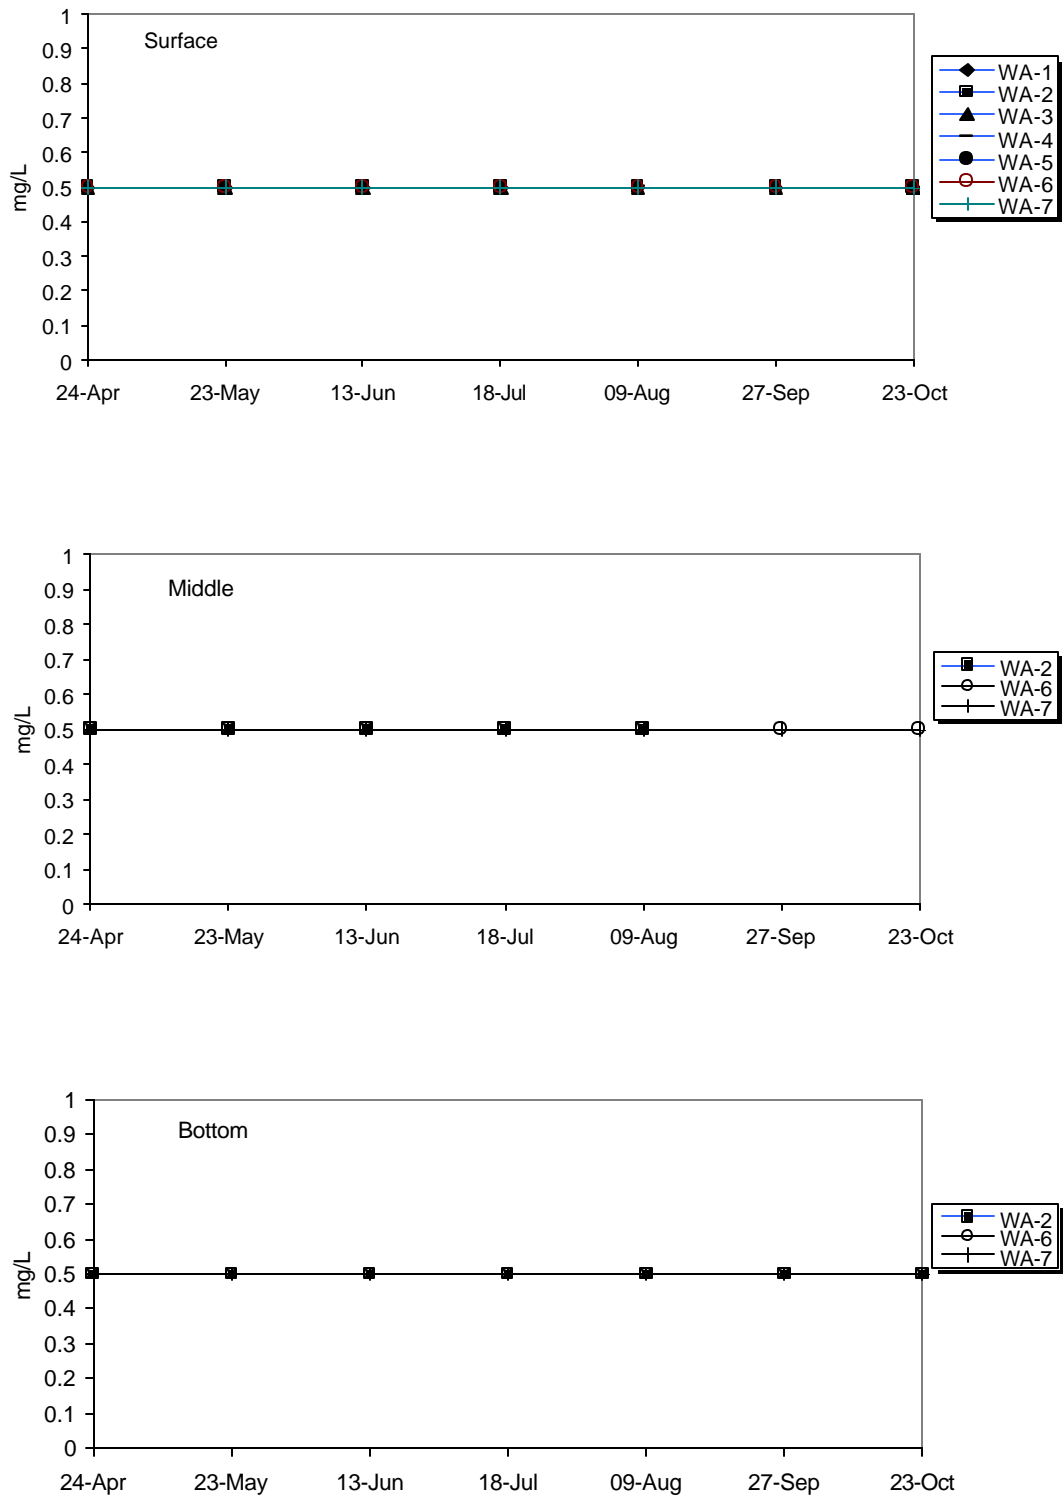 Surface
mg/L
1
0.9
0.8
0.7
0.6
0.5
0.4
0.3
0.2
0.1
0
24-Apr 23-May 13-Jun 18-Jul 09-Aug 27-Sep 23-Oct
WA-1
WA-2
WA-3
WA-4
WA-5
WA-6
WA-7
Middle
mg/L
1
0.9
0.8
0.7
0.6
0.5
0.4
0.3
0.2
0.1
0
24-Apr 23-May 13-Jun 18-Jul 09-Aug 27-Sep 23-Oct
WA-2
WA-6
WA-7
Bottom
mg/L
1
0.9
0.8
0.7
0.6
0.5
0.4
0.3
0.2
0.1
0
24-Apr 23-May 13-Jun 18-Jul 09-Aug 27-Sep 23-Oct
WA-2
WA-6
WA-7